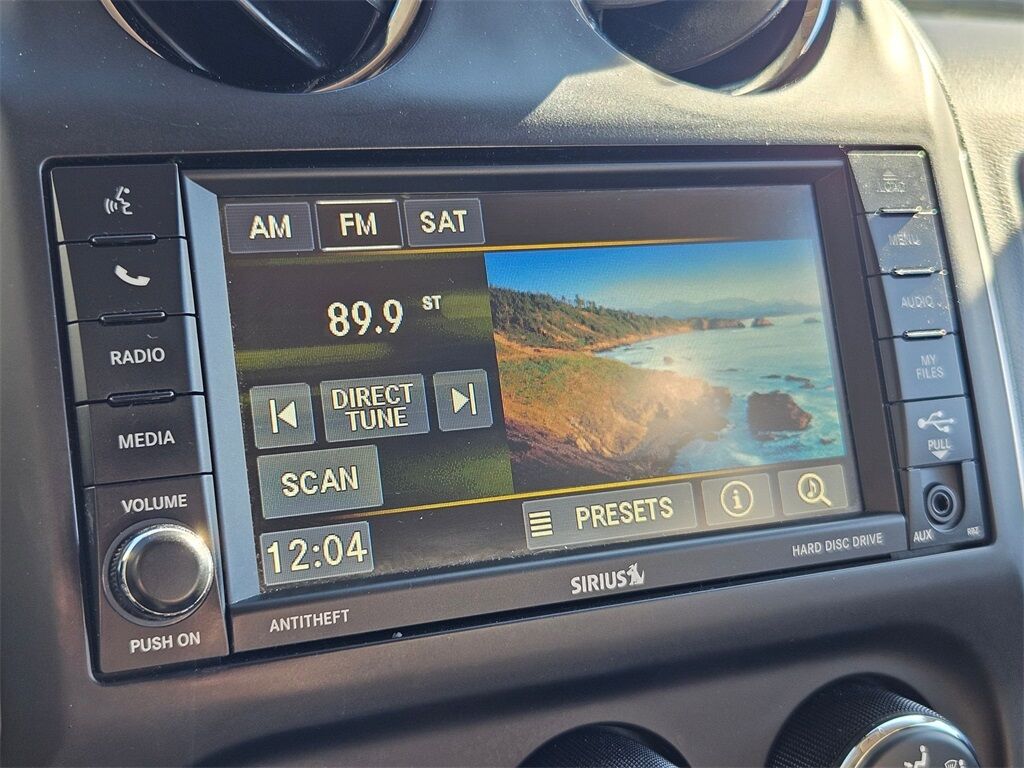 AM
FM
SAT
89.9 ST
DIRECT
TUNE
SCAN
12:04
PRESETS
RADIO
MEDIA
VOLUME
PUSH ON
ANTITHEFT
SIRIUS
HARD DISC DRIVE
LOAD
MENU
AUDIO
MY
FILES
PULL
AUX